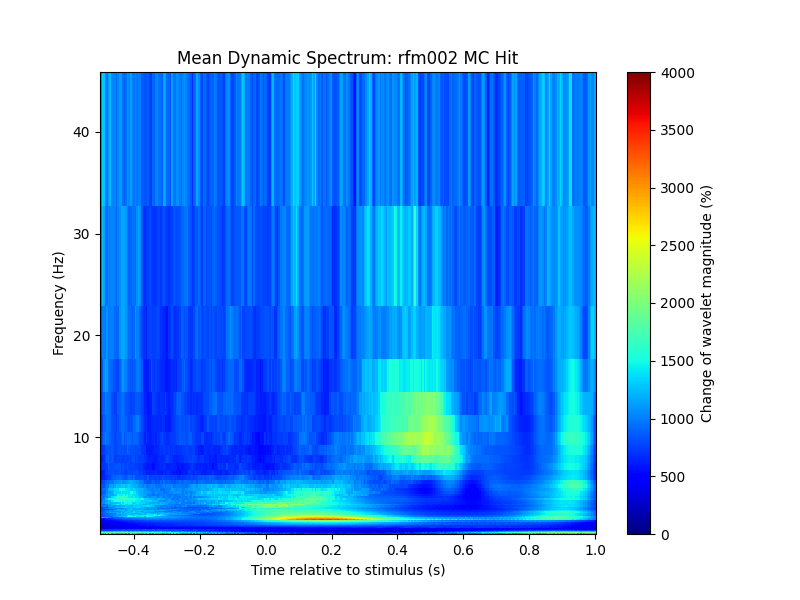 Mean Dynamic Spectrum: rfm002 MC Hit
Frequency (Hz)
40
30
20
10
−0.4 −0.2 0.0 0.2 0.4 0.6 0.8 1.0
Time relative to stimulus (s)
4000
3500
3000
2500
2000
1500
1000
500
0
Change of wavelet magnitude (%)